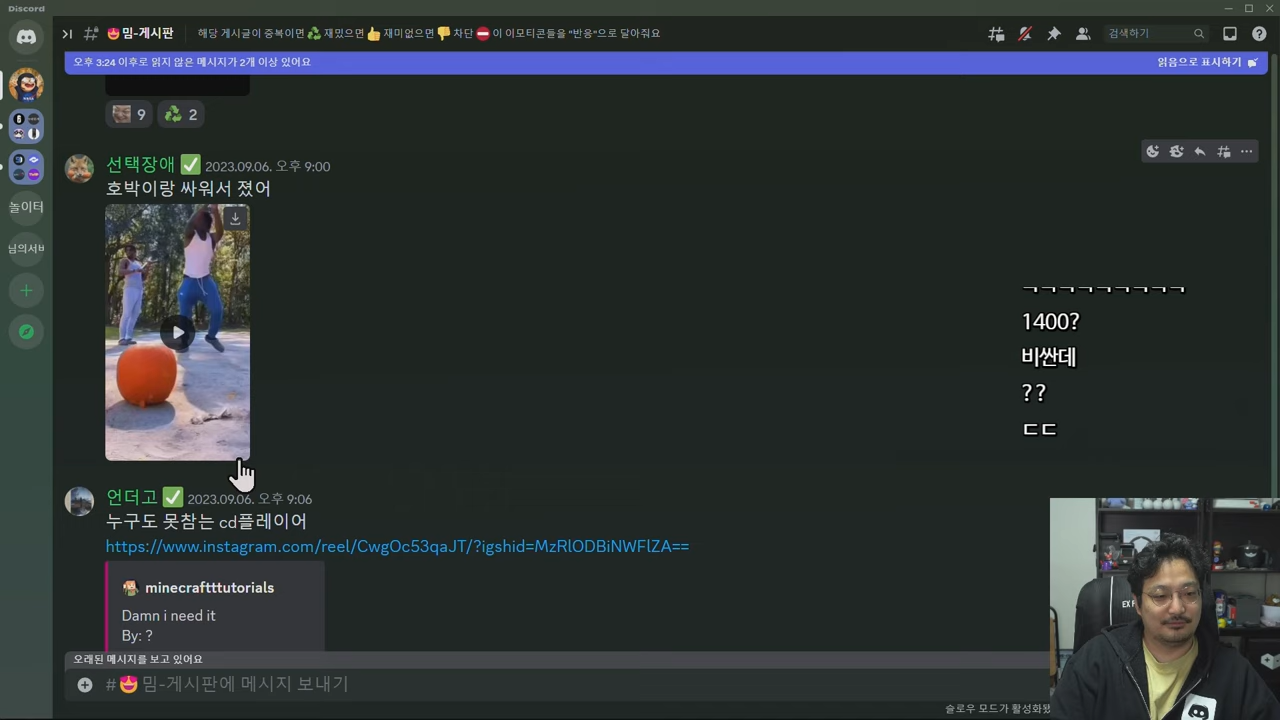 Discord
밈-게시판
해당 게시글이 중복이면 ♻ 재밌으면 👍 재미없으면 👎 차단 ⛔ 이 이모티콘들을 "반응"으로 달아줘요
검색하기
오후 3:24 이후로 읽지 않은 메시지가 2개 이상 있어요
읽음으로 표시하기
9
2
선택장애 ✅ 2023.09.06. 오후 9:00
호박이랑 싸워서 졌어
놀이터
님의서버
ㅋㅋㅋㅋㅋㅋㅋㅋㅋ
1400?
비싼데
??
ㄷㄷ
언더고 ✅ 2023.09.06. 오후 9:06
누구도 못참는 cd플레이어
https://www.instagram.com/reel/CwgOc53qaJT/?igshid=MzRlODBiNWFlZA==
minecraftttutorials
Damn i need it
By: ?
오래된 메시지를 보고 있어요
#😍밈-게시판에 메시지 보내기
슬로우 모드가 활성화됐